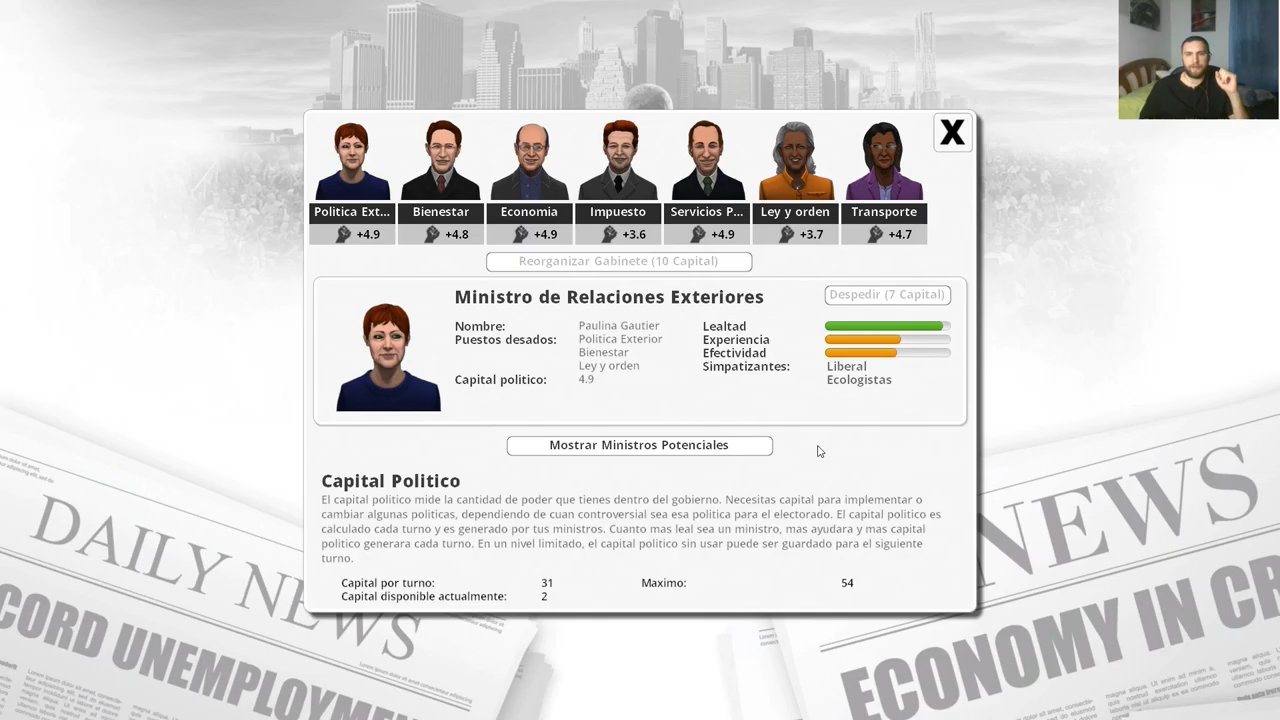 X
Politica Ext...
Bienestar
Economia
Impuesto
Servicios P...
Ley y orden
Transporte
+4.9
+4.8
+4.9
+3.6
+4.9
+3.7
+4.7
Reorganizar Gabinete (10 Capital)
Ministro de Relaciones Exteriores
Despedir (7 Capital)
Nombre: Paulina Gautier
Puestos desados: Politica Exterior
Bienestar
Ley y orden
Capital politico: 4.9
Lealtad
Experiencia
Efectividad
Simpatizantes: Liberal
Ecologistas
Mostrar Ministros Potenciales
Capital Politico
El capital politico mide la cantidad de poder que tienes dentro del gobierno. Necesitas capital para implementar o
cambiar algunas politicas, dependiendo de cuan controversial sea esa politica para el electorado. El capital politico es
calculado cada turno y es generado por tus ministros. Cuanto mas leal sea un ministro, mas ayudara y mas capital
politico generara cada turno. En un nivel limitado, el capital politico sin usar puede ser guardado para el siguiente
turno.
Capital por turno: 31 Maximo: 54
Capital disponible actualmente: 2
DAILY NEWS
CORD UNEMPLOYME
NEWS
ECONOMY IN CR